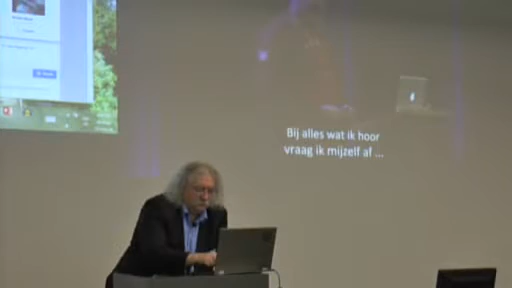 Bij alles wat ik hoor
vraag ik mijzelf af ...